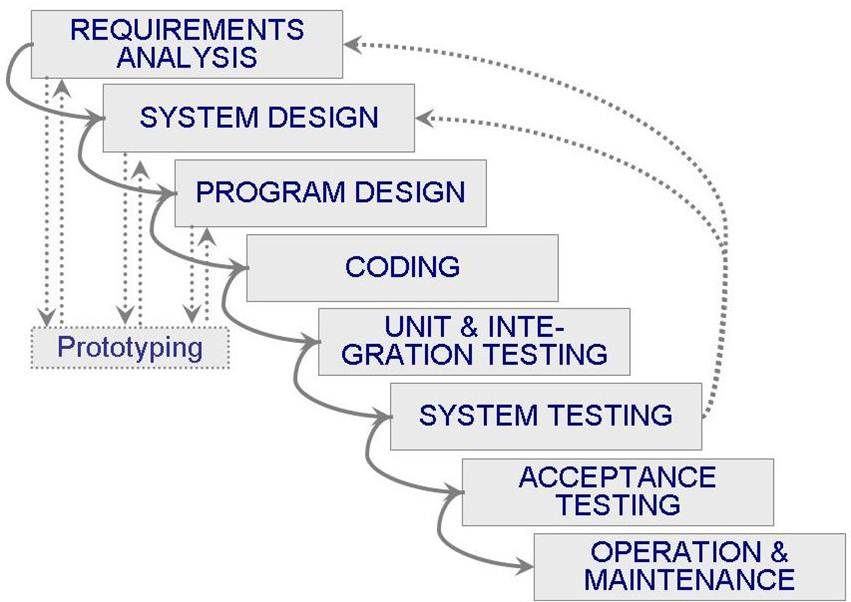 REQUIREMENTS
ANALYSIS
SYSTEM DESIGN
PROGRAM DESIGN
CODING
UNIT & INTE-
GRATION TESTING
Prototyping
SYSTEM TESTING
ACCEPTANCE
TESTING
OPERATION &
MAINTENANCE